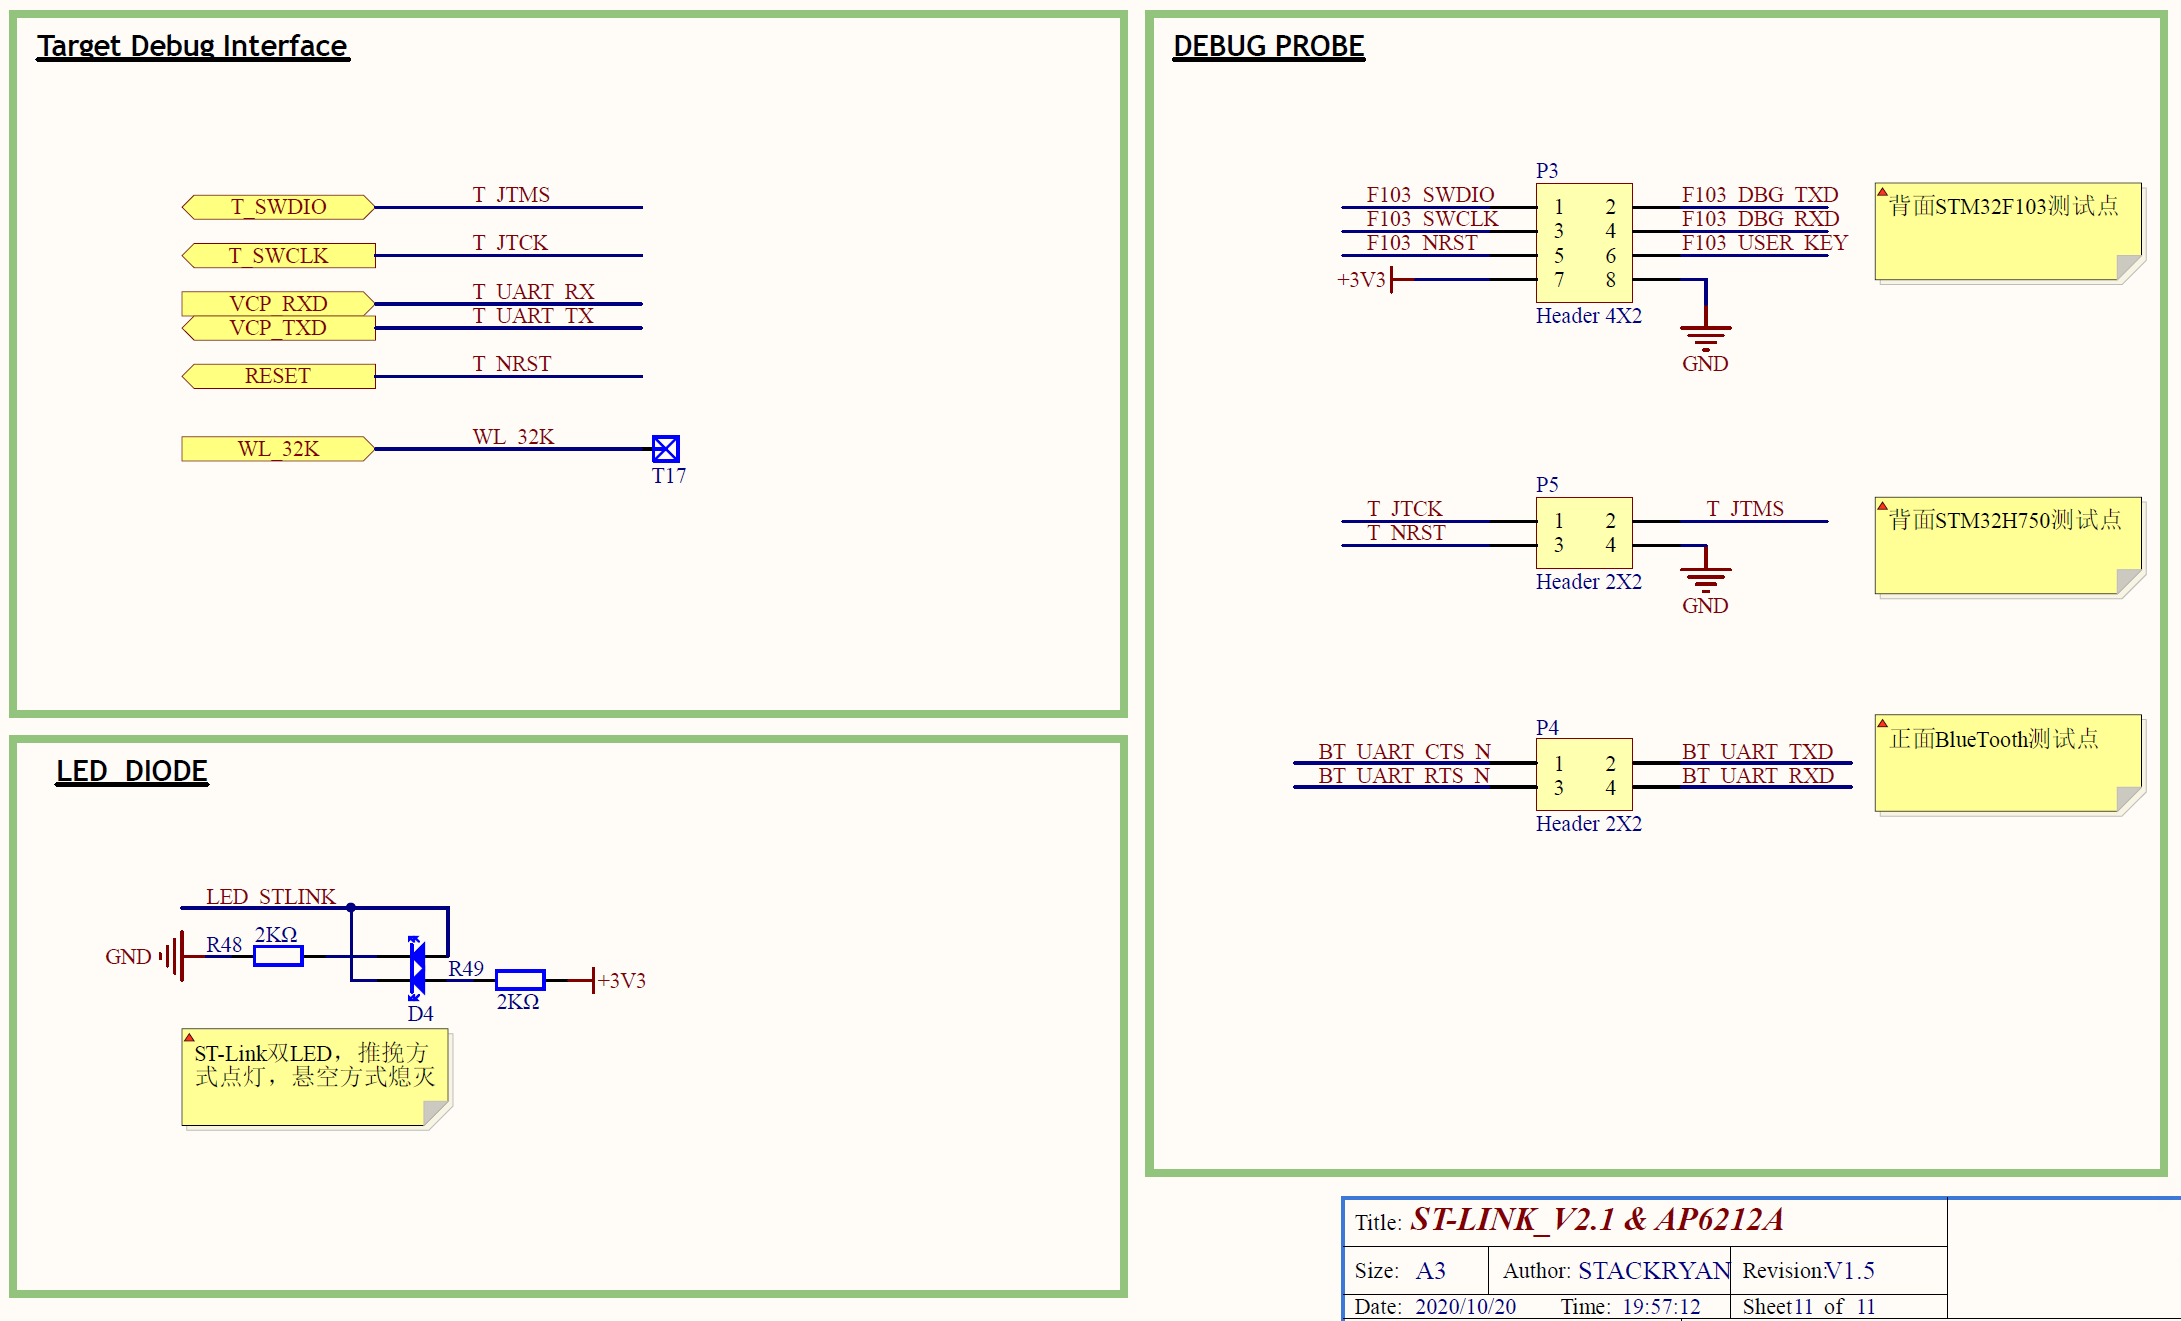 Target Debug Interface
T_SWDIO T_JTMS
T_SWCLK T_JTCK
VCP_RXD T_UART_RX
VCP_TXD T_UART_TX
RESET T_NRST
WL_32K WL_32K
T17
LED_DIODE
LED_STLINK
GND R48 2KΩ
R49 +3V3
2KΩ
D4
ST-Link双LED，推挽方
式点灯，悬空方式熄灭
DEBUG PROBE
P3
F103_SWDIO 1 2 F103_DBG_TXD
F103_SWCLK 3 4 F103_DBG_RXD
F103_NRST 5 6 F103_USER_KEY
+3V3 7 8
Header 4X2
GND
背面STM32F103测试点
P5
T_JTCK 1 2 T_JTMS
T_NRST 3 4
Header 2X2
GND
背面STM32H750测试点
P4
BT_UART_CTS_N 1 2 BT_UART_TXD
BT_UART_RTS_N 3 4 BT_UART_RXD
Header 2X2
正面BlueTooth测试点
Title: ST-LINK_V2.1 & AP6212A
Size: A3 Author: STACKRYAN Revision:V1.5
Date: 2020/10/20 Time: 19:57:12 Sheet11 of 11